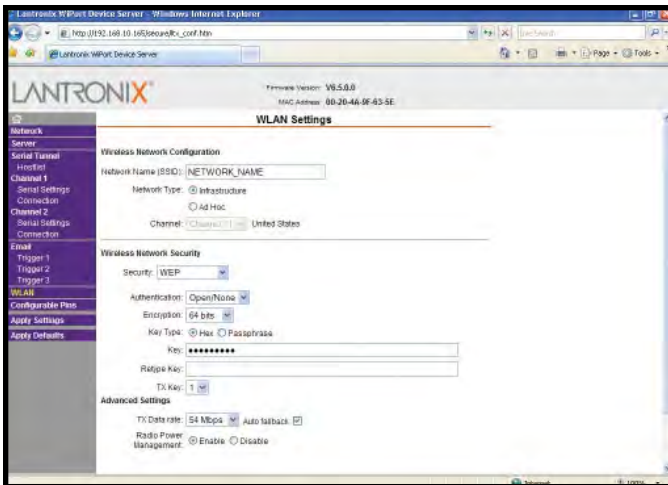 Lantronix WiPort Device Server - Windows Internet Explorer
http://192.168.10.165/secure/ltx_conf.htm
Lantronix WiPort Device Server
Page
Tools
LANTRONIX
Firmware Version: V6.5.0.0
MAC Address: 00-20-4A-9F-63-5E
WLAN Settings
Network
Server
Serial Tunnel
Hostlist
Channel 1
Serial Settings
Connection
Channel 2
Serial Settings
Connection
Email
Trigger 1
Trigger 2
Trigger 3
WLAN
Configurable Pins
Apply Settings
Apply Defaults
Wireless Network Configuration
Network Name (SSID): NETWORK_NAME
Network Type: Infrastructure
Ad Hoc
Channel: United States
Wireless Network Security
Security: WEP
Authentication: Open/None
Encryption: 64 bits
Key Type: Hex Passphrase
Key: •••••••••
Retype Key:
TX Key: 1
Advanced Settings
TX Data rate: 54 Mbps Auto fallback:
Radio Power
Management: Enable Disable
Internet
100%